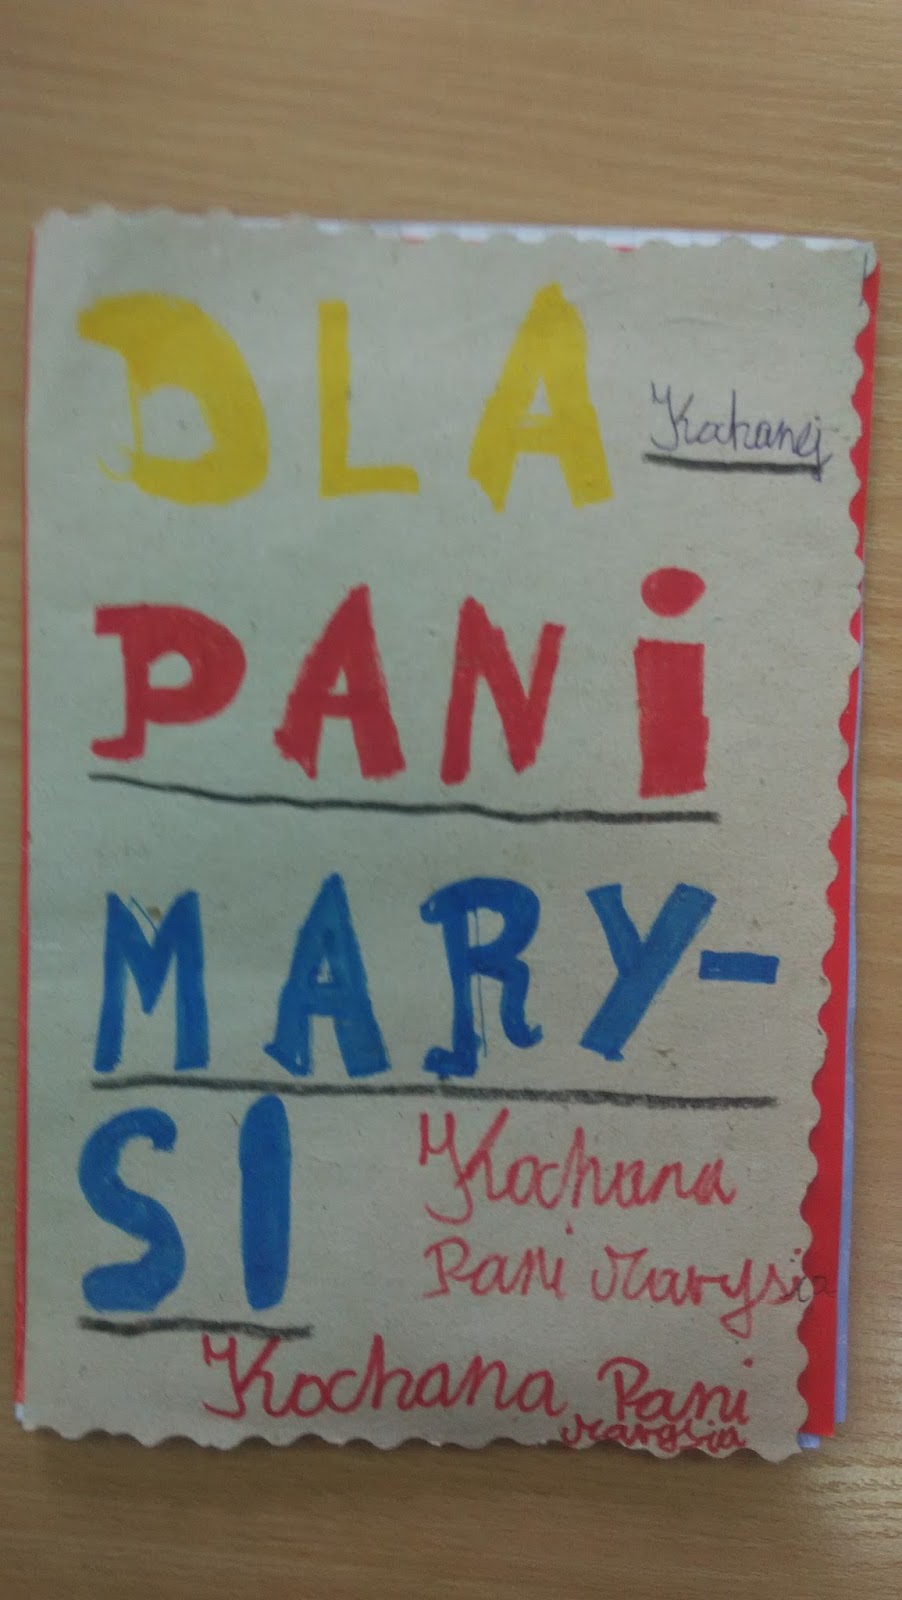 DLA Kochanej
PANi
MARY-
SI
Kochana
Pani Marysia
Kochana Pani
Marysia